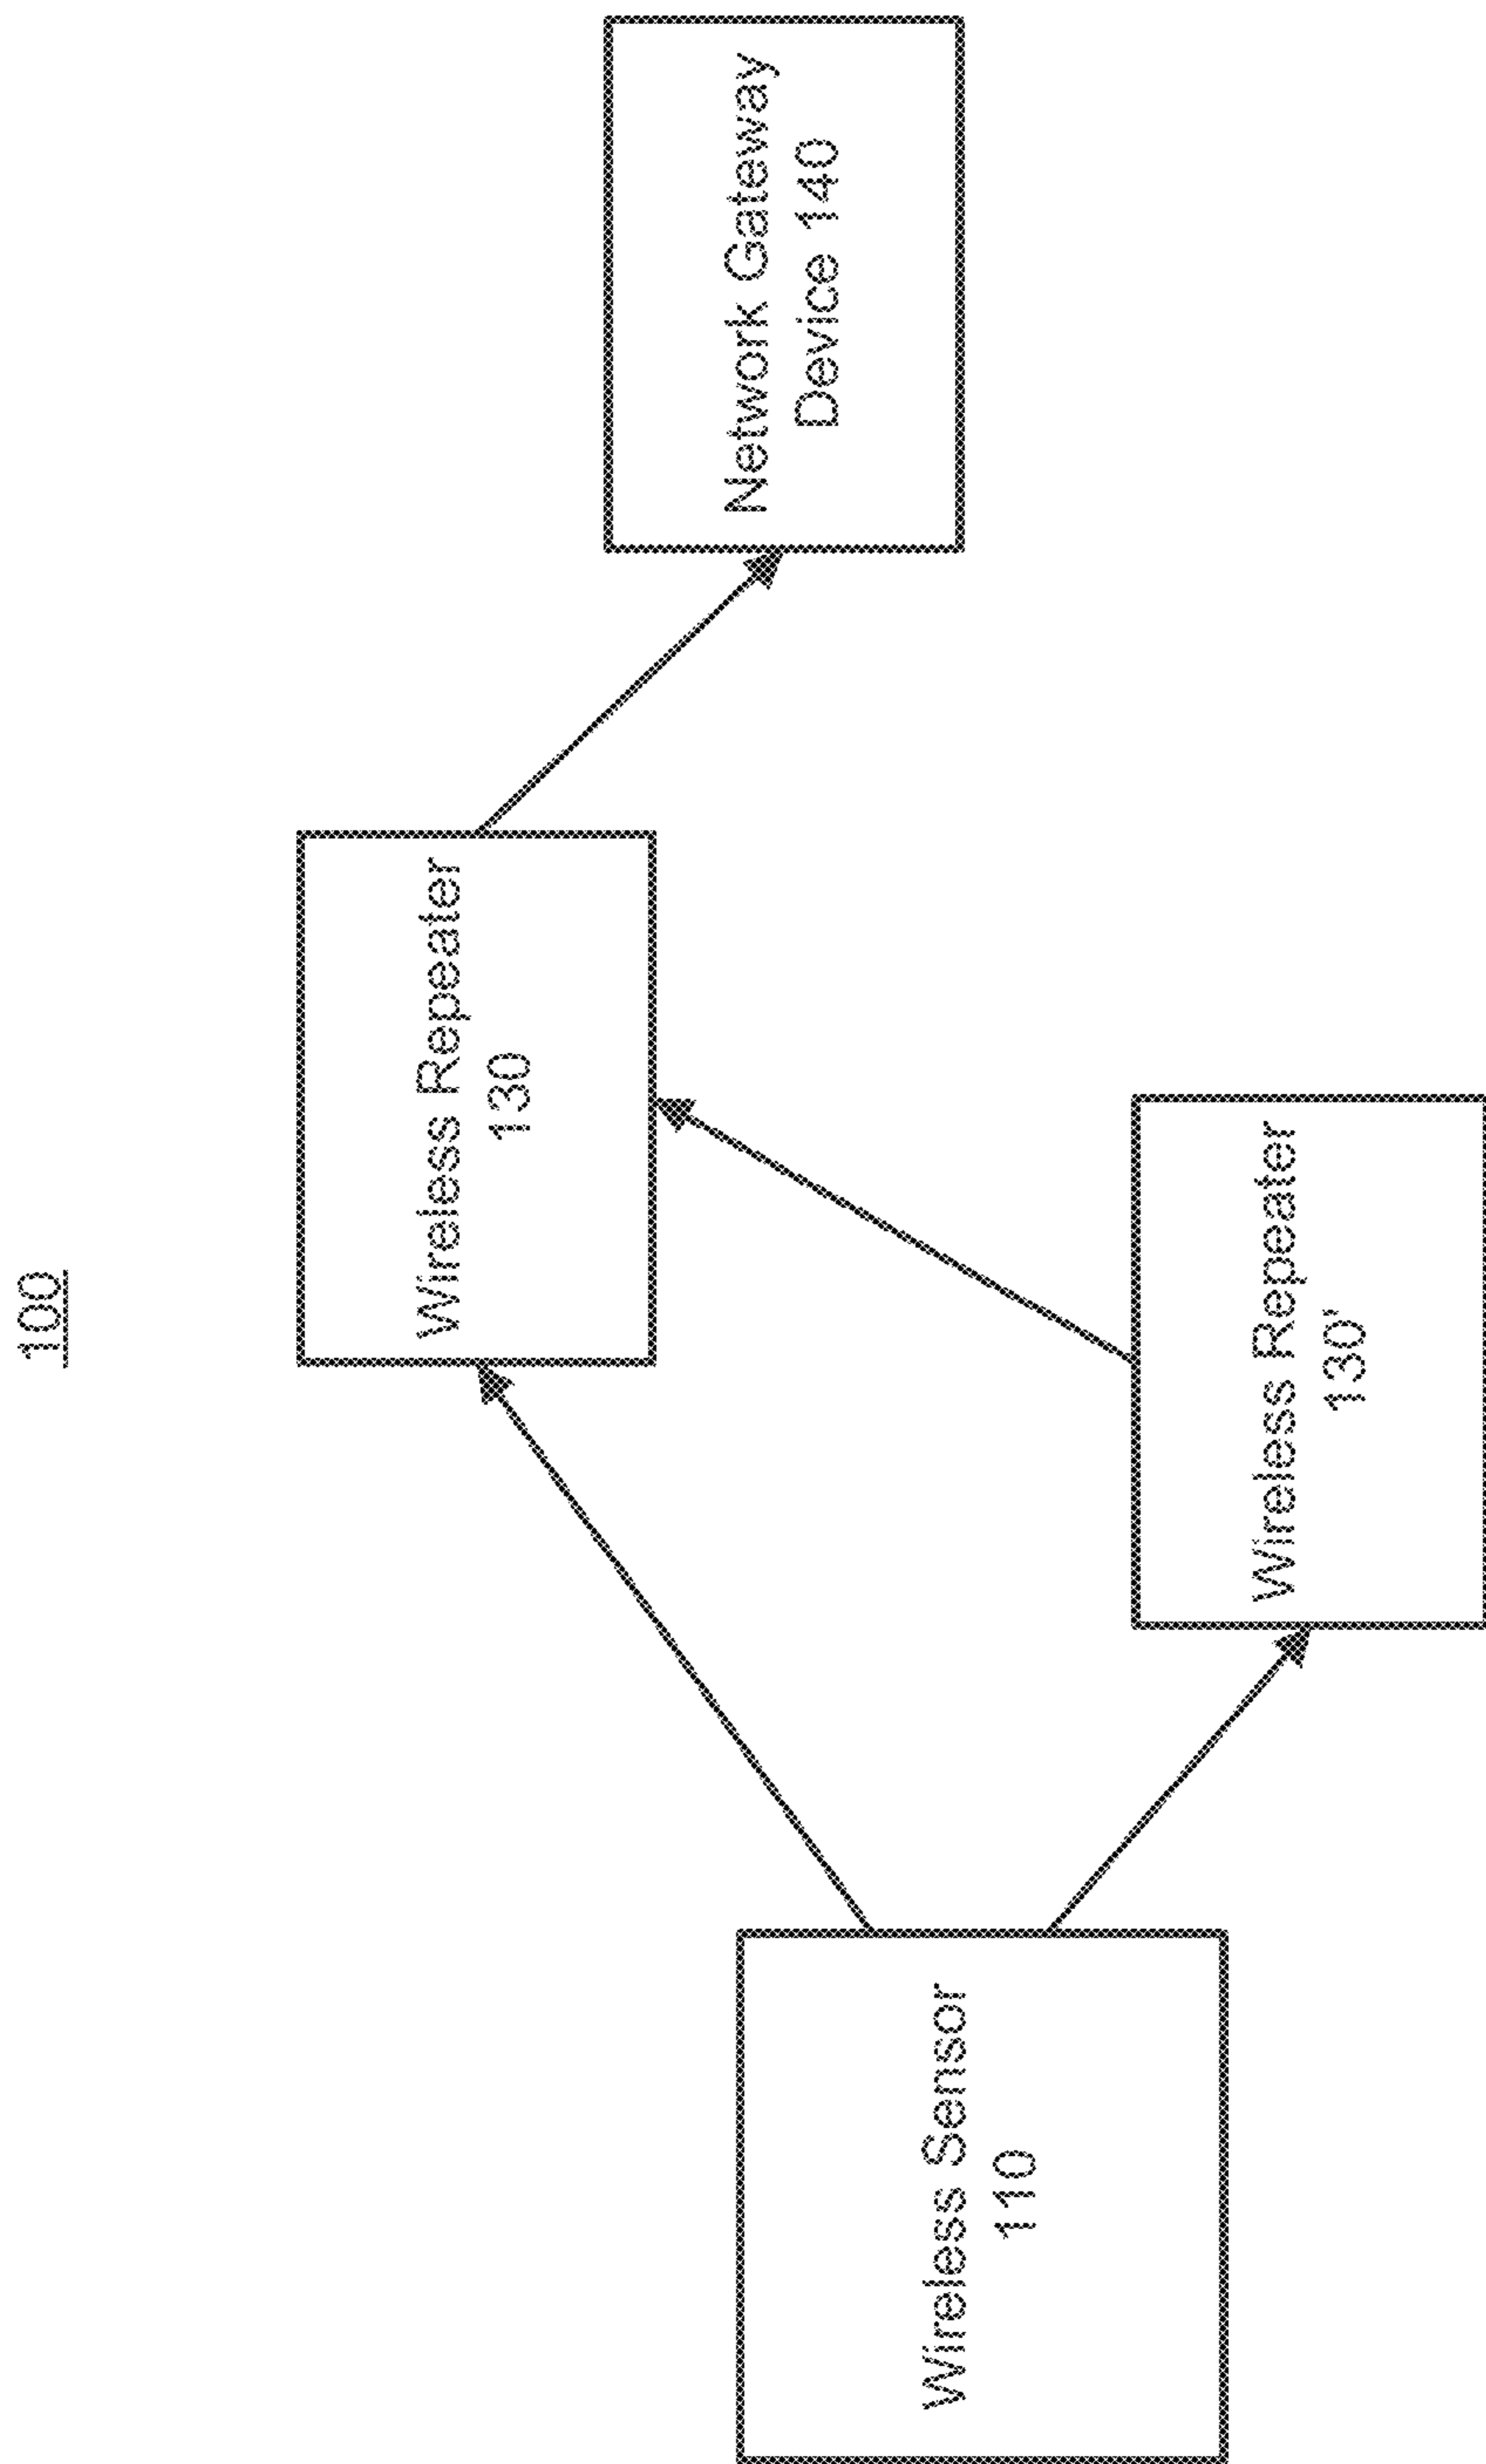 100
Wireless Sensor
110
Wireless Repeater
130
Wireless Repeater
130'
Network Gateway
Device 140